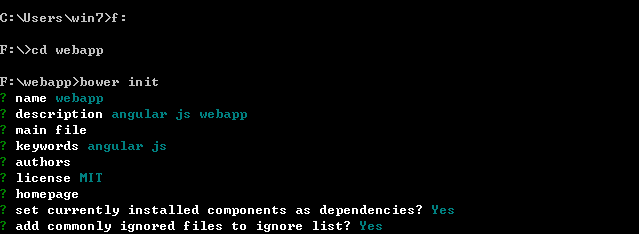 C:\Users\win7>f:
F:\>cd webapp
F:\webapp>bower init
? name webapp
? description angular js webapp
? main file
? keywords angular js
? authors
? license MIT
? homepage
? set currently installed components as dependencies? Yes
? add commonly ignored files to ignore list? Yes